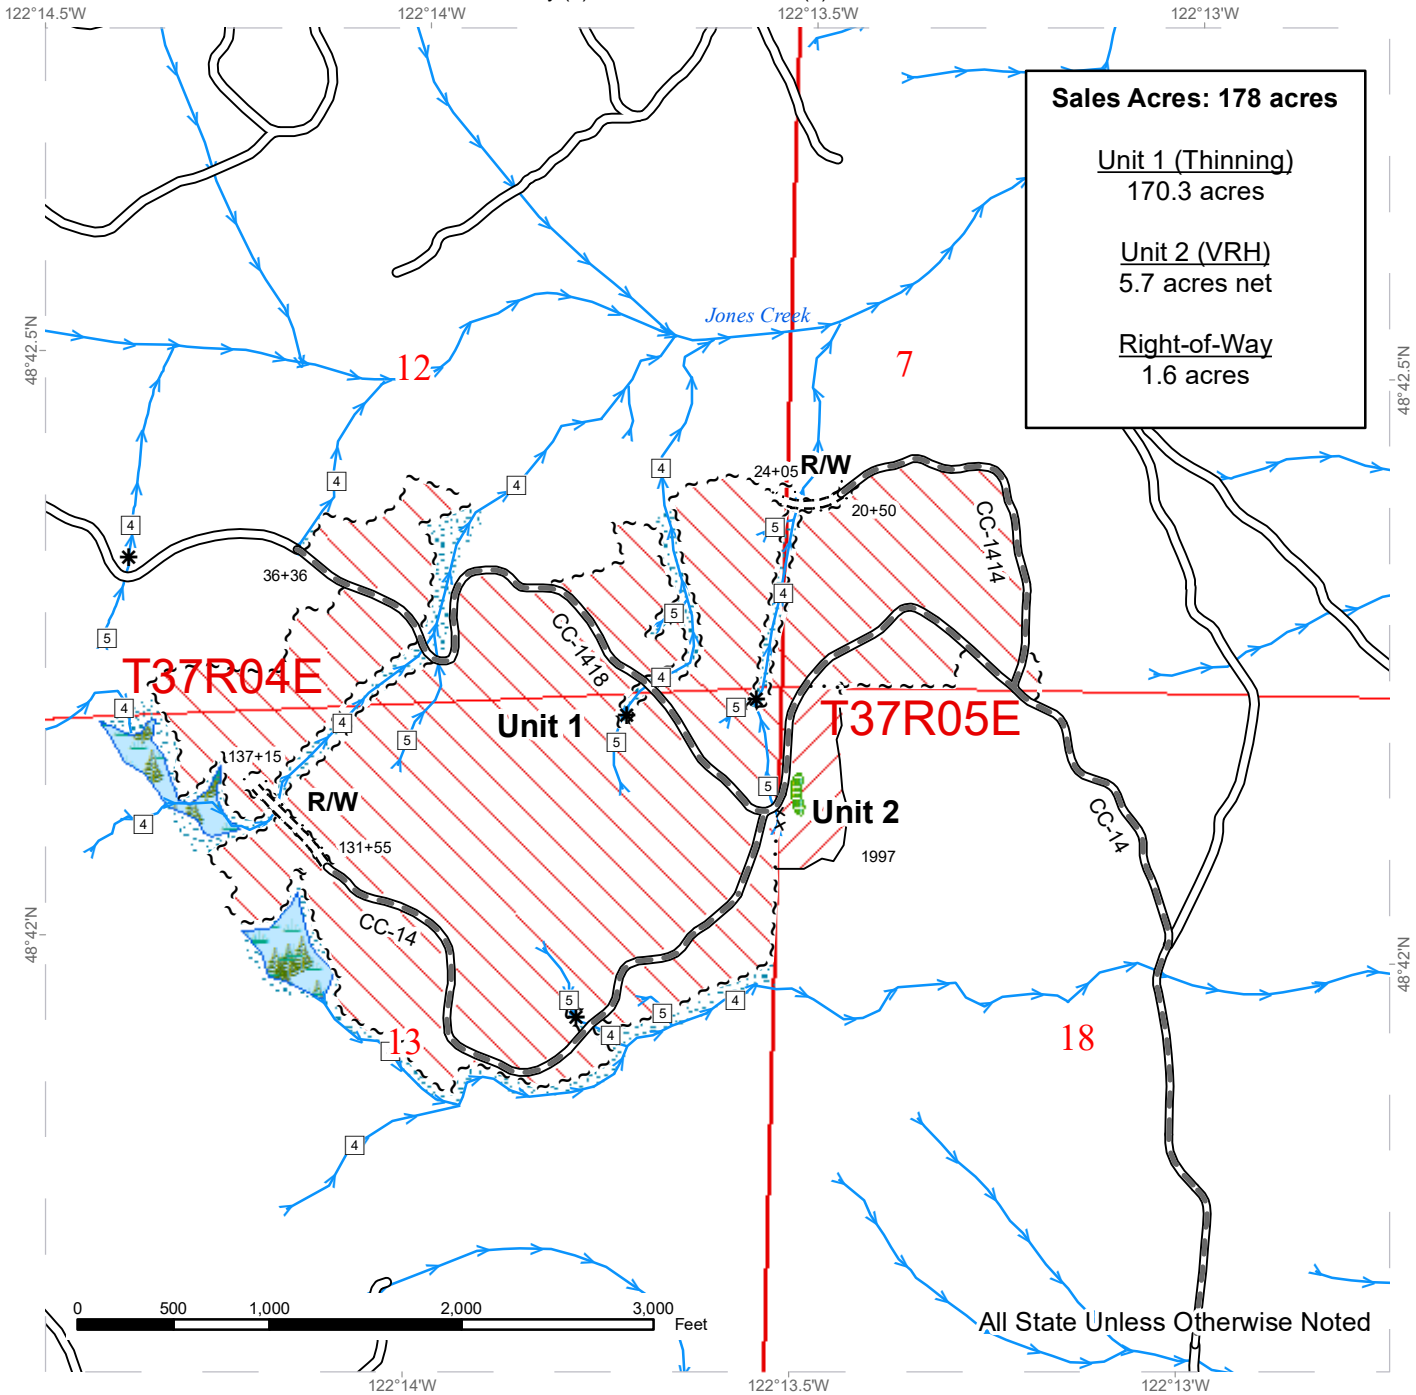 122°14.5'W
122°14'W
122°13.5'W
122°13'W
Sales Acres: 178 acres
Unit 1 (Thinning)
170.3 acres
Unit 2 (VRH)
5.7 acres net
Right-of-Way
1.6 acres
Jones Creek
48°42.5'N
48°42.5'N
12
7
R/W
24+05
20+50
4
4
4
4
5
4
CC-1414
36+36
4
5
5
CC-1418
T37R04E
4
T37R05E
4
4
5
5
5
Unit 1
137+15
R/W
5
Unit 2
4
131+55
1997
CC-14
CC-14
48°42'N
48°42'N
5
5
4
4
13
18
4
0
500
1,000
2,000
3,000
Feet
All State Unless Otherwise Noted
122°14'W
122°13.5'W
122°13'W